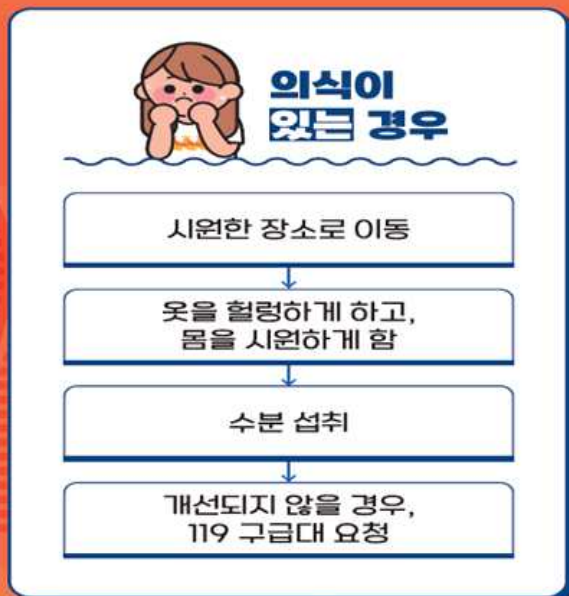 의식이
있는 경우
시원한 장소로 이동
옷을 헐렁하게 하고,
몸을 시원하게 함
수분 섭취
개선되지 않을 경우,
119 구급대 요청